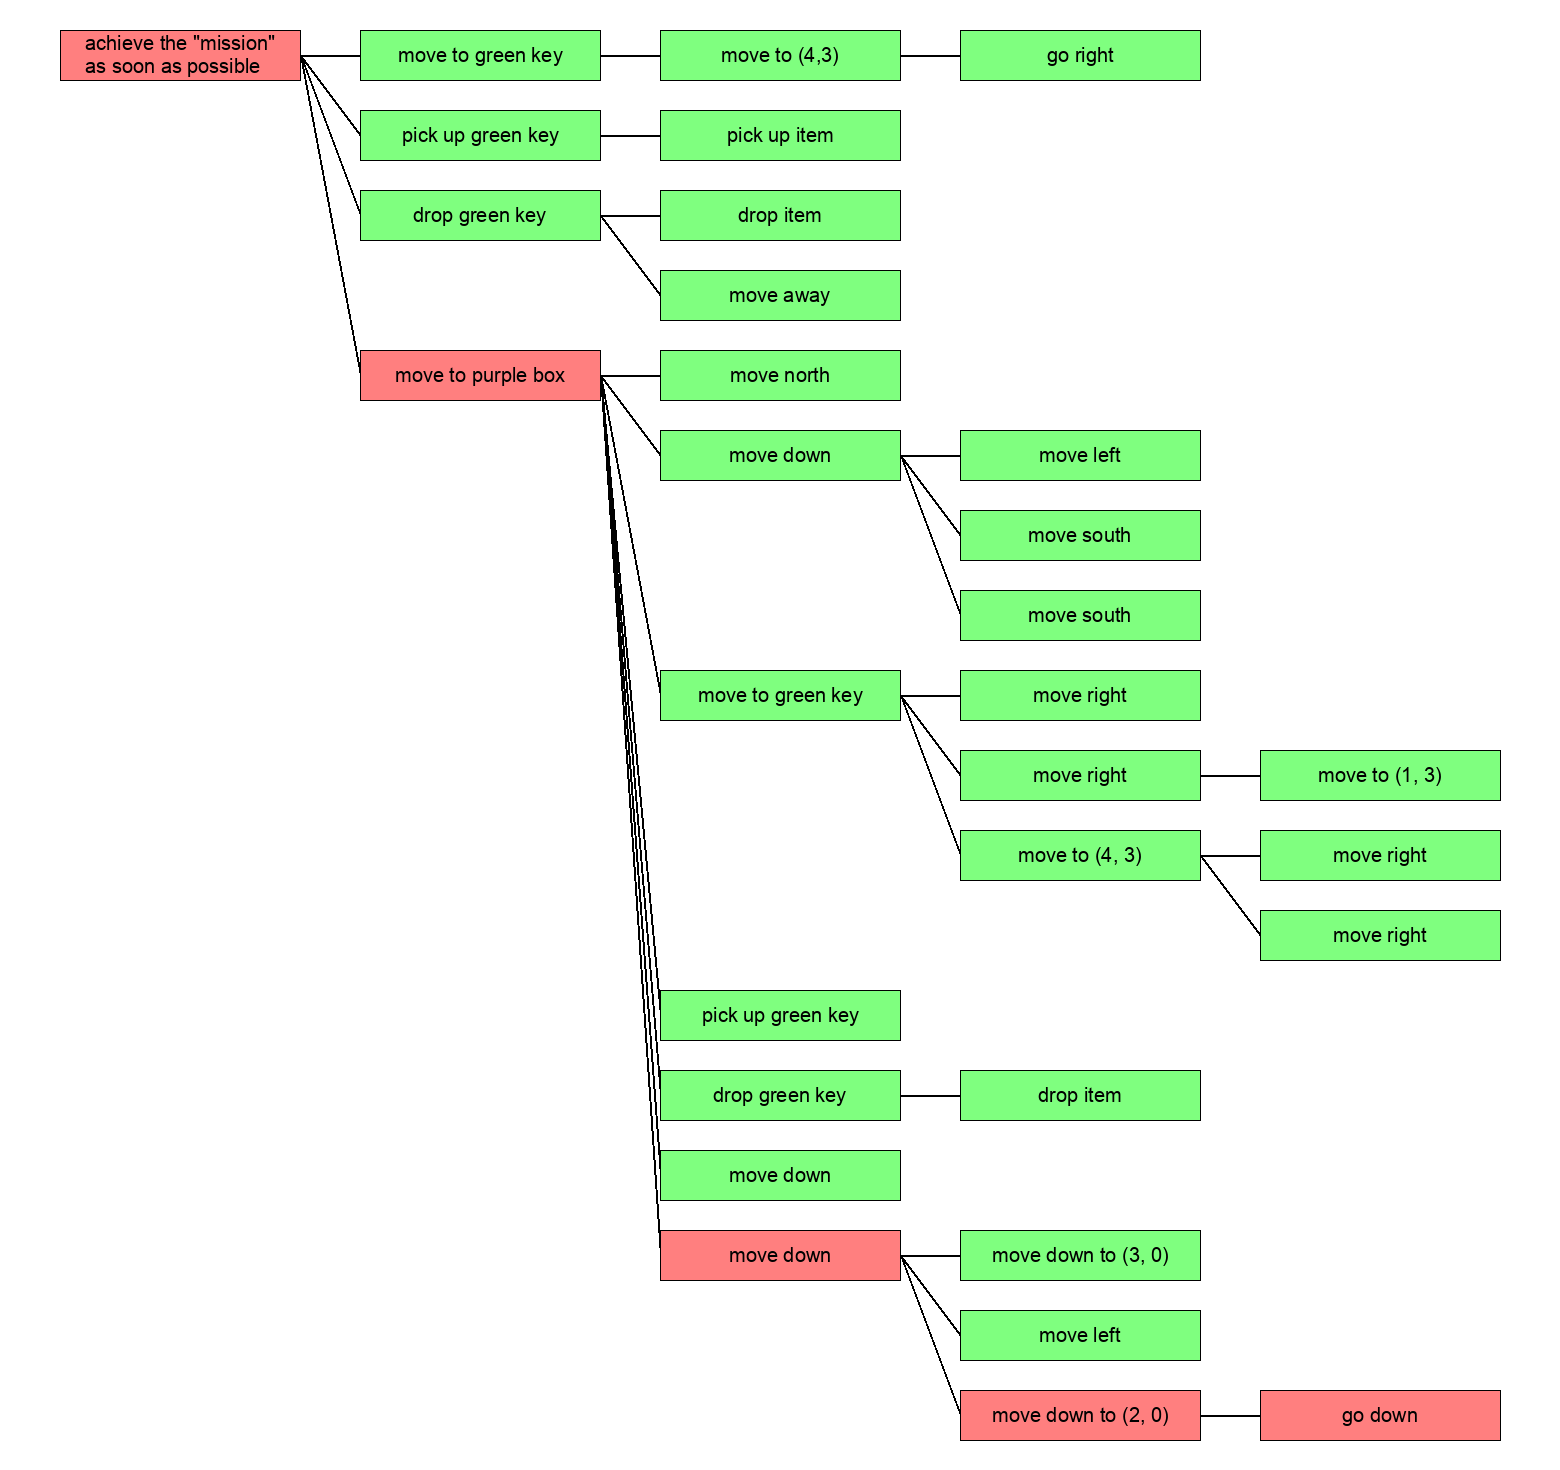 achieve the "mission"
as soon as possible
move to green key
move to (4,3)
go right
pick up green key
pick up item
drop green key
drop item
move away
move to purple box
move north
move down
move left
move south
move south
move to green key
move right
move right
move to (1, 3)
move to (4, 3)
move right
move right
pick up green key
drop green key
drop item
move down
move down
move down to (3, 0)
move left
move down to (2, 0)
go down